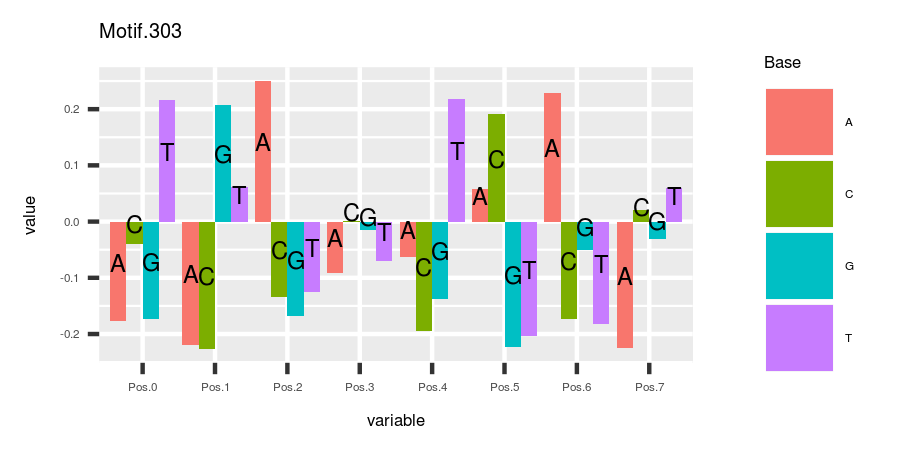 Motif.303
Base
A
C
G
T
value
0.2
0.1
0.0
-0.1
-0.2
A C G T
A C G T
A C G T
A C G T
A C G T
A C G T
A C G T
A C G T
Pos.0 Pos.1 Pos.2 Pos.3 Pos.4 Pos.5 Pos.6 Pos.7
variable